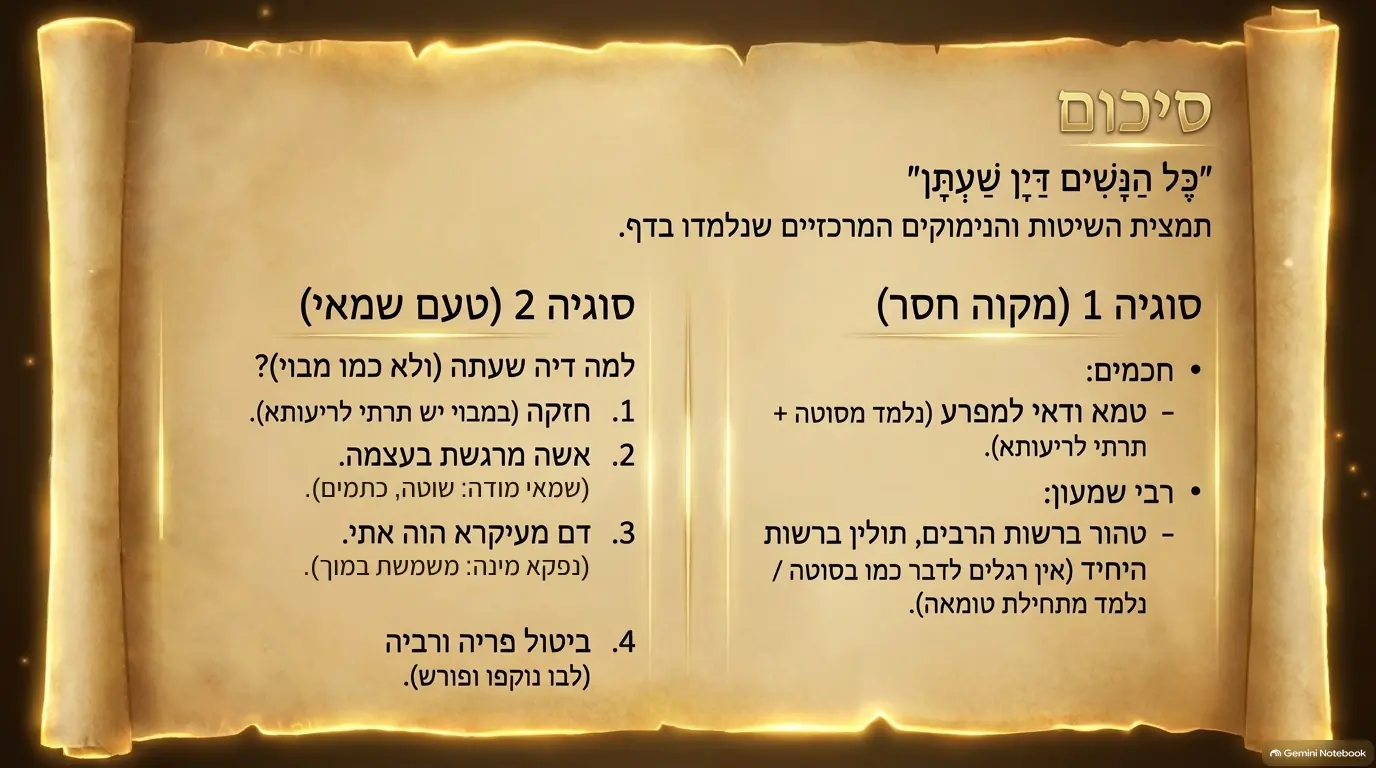 סיכום
"כׇּל הַנָּשִׁים דַּיָּן שַׁעְתָּן"
תמצית השיטות והנימוקים המרכזיים שנלמדו בדף.
סוגיה 1 (מקוה חסר)
• חכמים:
- טמא ודאי למפרע (נלמד מסוטה +
תרתי לריעותא).
• רבי שמעון:
- טהור ברשות הרבים, תולין ברשות
היחיד (אין רגלים לדבר כמו בסוטה /
נלמד מתחילת טומאה).
סוגיה 2 (טעם שמאי)
למה דיה שעתה (ולא כמו מבוי)?
1. חזקה (במבוי יש תרתי לריעותא).
2. אשה מרגשת בעצמה.
(שמאי מודה: שוטה, כתמים).
3. דם מעיקרא הוה אתי.
(נפקא מינה: משמשת במוך).
4. ביטול פריה ורביה
(לבו נוקפו ופורש).
Gemini Notebook